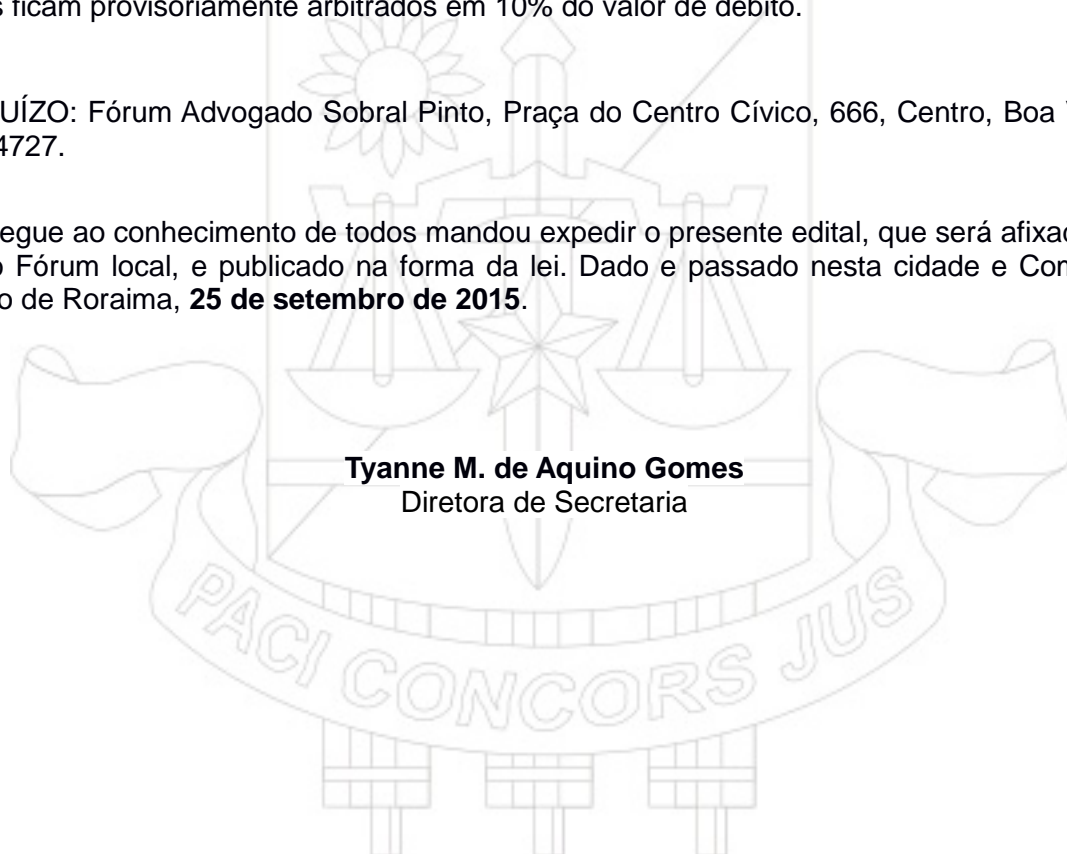 s ficam provisoriamente arbitrados em 10% do valor de débito.
UÍZO: Fórum Advogado Sobral Pinto, Praça do Centro Cívico, 666, Centro, Boa
4727.
egue ao conhecimento de todos mandou expedir o presente edital, que será afixad
o Fórum local, e publicado na forma da lei. Dado e passado nesta cidade e Com
o de Roraima, 25 de setembro de 2015.
Tyanne M. de Aquino Gomes
Diretora de Secretaria
PACI CONCORS JUS